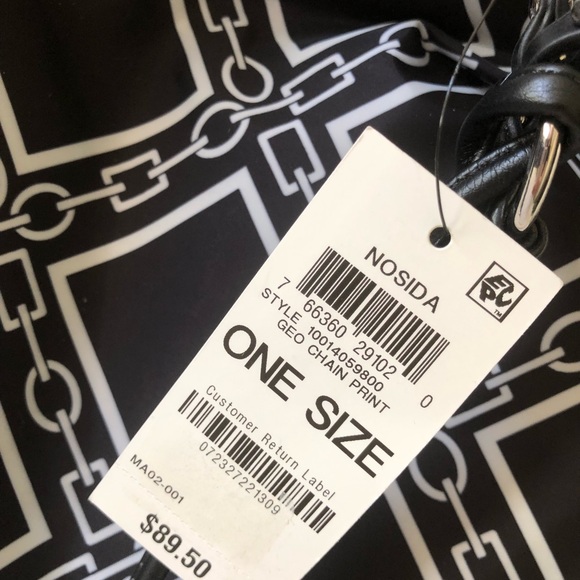 NOSIDA
7 66360 29102 0
STYLE 10014059800
GEO CHAIN PRINT
ONE SIZE
Customer Return Label
072327221309
MA02-001
$89.50